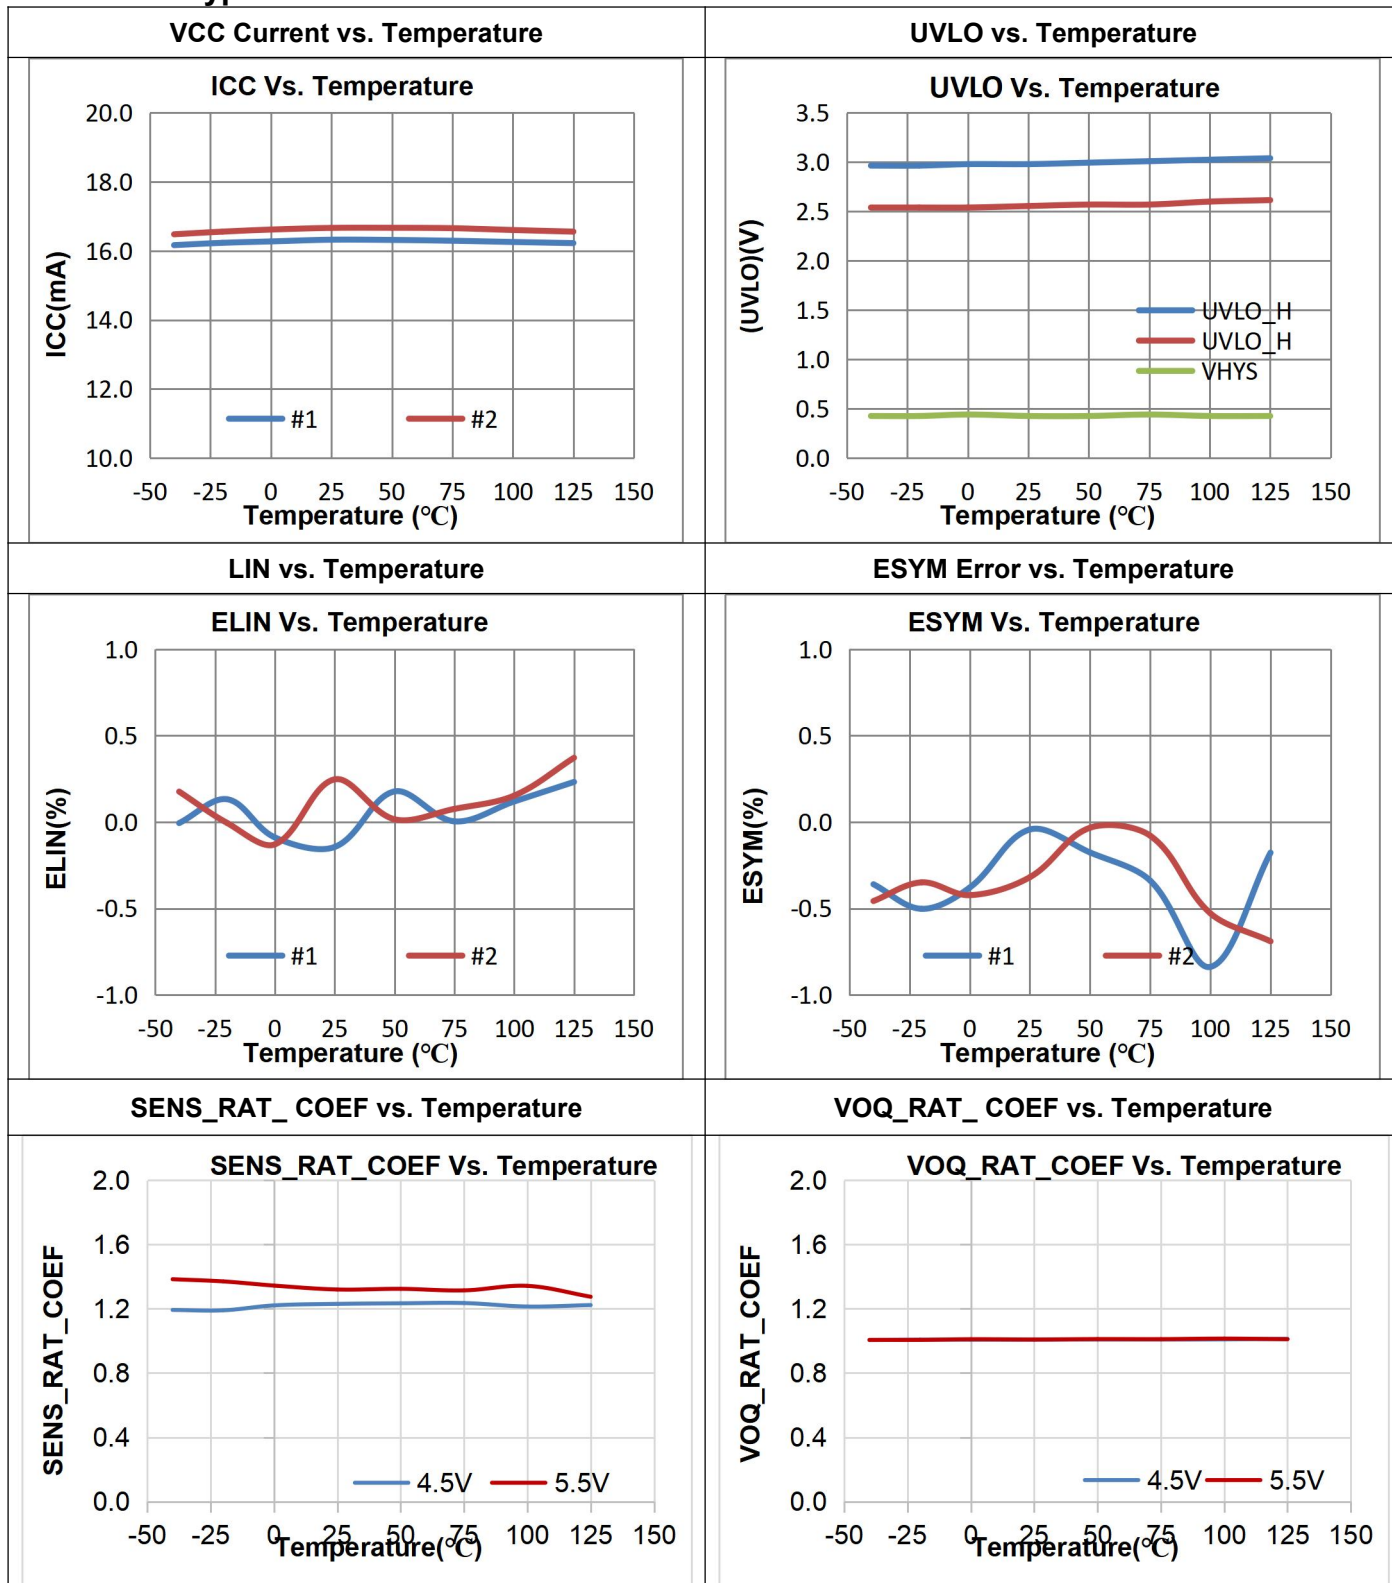 VCC Current vs. Temperature
UVLO vs. Temperature
ICC Vs. Temperature
20.0
18.0
16.0
14.0
12.0
10.0
ICC(mA)
#1 #2
-50 -25 0 25 50 75 100 125 150
Temperature (℃)
UVLO Vs. Temperature
3.5
3.0
2.5
2.0
1.5
1.0
0.5
0.0
(UVLO)(V)
UVLO_H
UVLO_H
VHYS
-50 -25 0 25 50 75 100 125 150
Temperature (℃)
LIN vs. Temperature
ESYM Error vs. Temperature
ELIN Vs. Temperature
1.0
0.5
0.0
-0.5
-1.0
ELIN(%)
#1 #2
-50 -25 0 25 50 75 100 125 150
Temperature (℃)
ESYM Vs. Temperature
1.0
0.5
0.0
-0.5
-1.0
ESYM(%)
#1 #2
-50 -25 0 25 50 75 100 125 150
Temperature (℃)
SENS_RAT_ COEF vs. Temperature
VOQ_RAT_ COEF vs. Temperature
SENS_RAT_COEF Vs. Temperature
2.0
1.6
1.2
0.8
0.4
0.0
SENS_RAT_COEF
4.5V 5.5V
-50 -25 0 25 50 75 100 125 150
Temperature(℃)
VOQ_RAT_COEF Vs. Temperature
2.0
1.6
1.2
0.8
0.4
0.0
VOQ_RAT_COEF
4.5V 5.5V
-50 -25 0 25 50 75 100 125 150
Temperature(℃)